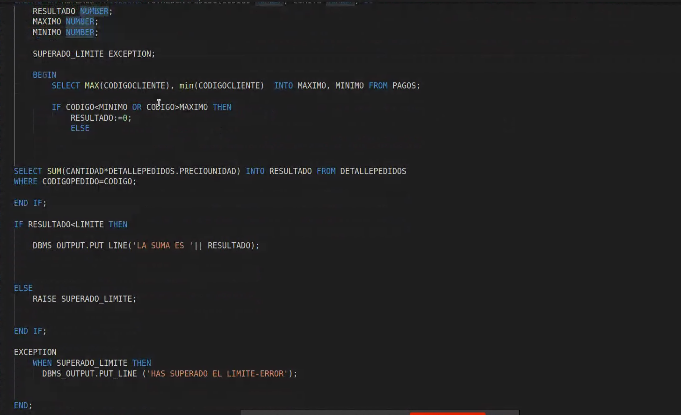 RESULTADO NUMBER;
MAXIMO NUMBER;
MINIMO NUMBER;
SUPERADO_LIMITE EXCEPTION;
BEGIN
SELECT MAX(CODIGOCLIENTE), min(CODIGOCLIENTE)  INTO MAXIMO, MINIMO FROM PAGOS;
IF CODIGO<MINIMO OR CODIGO>MAXIMO THEN
RESULTADO:=0;
ELSE
SELECT SUM(CANTIDAD*DETALLEPEDIDOS.PRECIOUNIDAD) INTO RESULTADO FROM DETALLEPEDIDOS
WHERE CODIGOPEDIDO=CODIGO;
END IF;
IF RESULTADO<LIMITE THEN
DBMS_OUTPUT.PUT_LINE('LA SUMA ES '|| RESULTADO);
ELSE
RAISE SUPERADO_LIMITE;
END IF;
EXCEPTION
WHEN SUPERADO_LIMITE THEN
DBMS_OUTPUT.PUT_LINE ('HAS SUPERADO EL LIMITE-ERROR');
END;